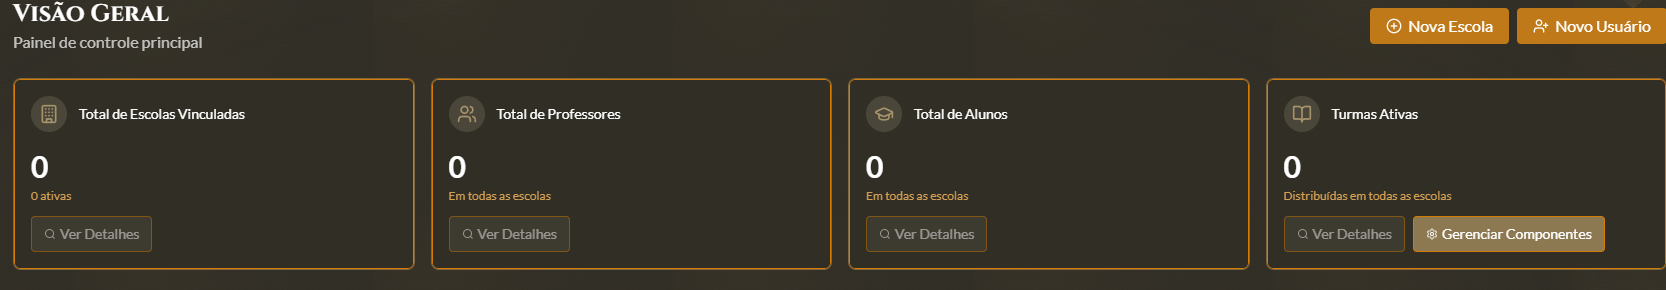 Visão Geral
Painel de controle principal
Nova Escola
Novo Usuário
Total de Escolas Vinculadas
0
0 ativas
Ver Detalhes
Total de Professores
0
Em todas as escolas
Ver Detalhes
Total de Alunos
0
Em todas as escolas
Ver Detalhes
Turmas Ativas
0
Distribuídas em todas as escolas
Ver Detalhes
Gerenciar Componentes